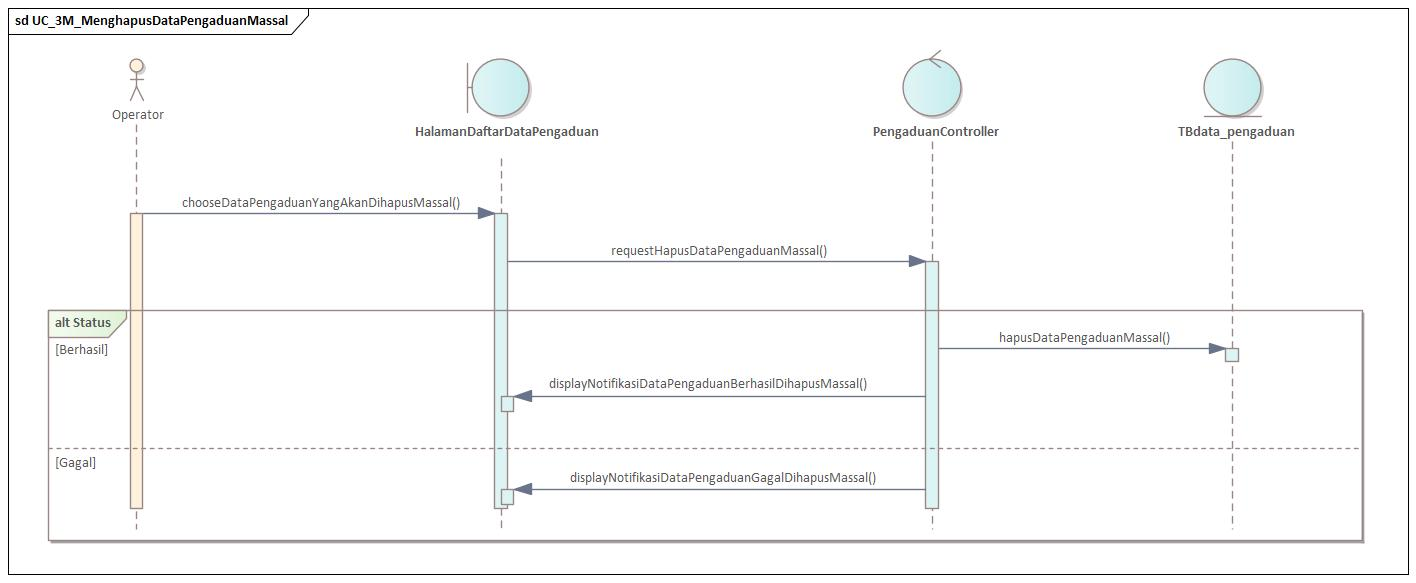 sd UC_3M_MenghapusDataPengaduanMassal
Operator
HalamanDaftarDataPengaduan
PengaduanController
TBdata_pengaduan
chooseDataPengaduanYangAkanDihapusMassal()
requestHapusDataPengaduanMassal()
alt Status
[Berhasil]
hapusDataPengaduanMassal()
displayNotifikasiDataPengaduanBerhasilDihapusMassal()
[Gagal]
displayNotifikasiDataPengaduanGagalDihapusMassal()